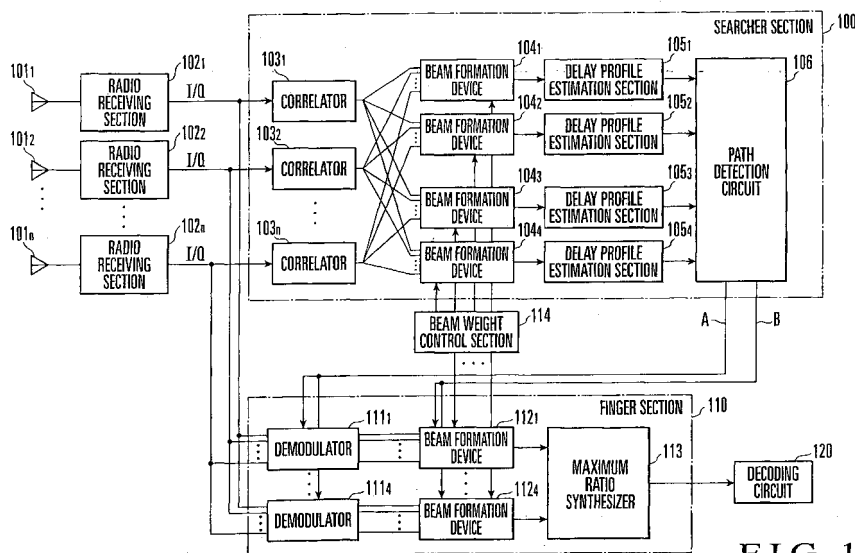 SEARCHER SECTION
100
101₁
102₁
RADIO
RECEIVING
SECTION
I/Q
103₁
CORRELATOR
104₁
BEAM FORMATION
DEVICE
105₁
DELAY PROFILE
ESTIMATION SECTION
106
PATH
DETECTION
CIRCUIT
101₂
102₂
RADIO
RECEIVING
SECTION
I/Q
103₂
CORRELATOR
104₂
BEAM FORMATION
DEVICE
105₂
DELAY PROFILE
ESTIMATION SECTION
104₃
BEAM FORMATION
DEVICE
105₃
DELAY PROFILE
ESTIMATION SECTION
101ₙ
102ₙ
RADIO
RECEIVING
SECTION
I/Q
103ₙ
CORRELATOR
104₄
BEAM FORMATION
DEVICE
105₄
DELAY PROFILE
ESTIMATION SECTION
114
BEAM WEIGHT
CONTROL SECTION
A
B
FINGER SECTION
110
111₁
DEMODULATOR
112₁
BEAM FORMATION
DEVICE
113
MAXIMUM
RATIO
SYNTHESIZER
120
DECODING
CIRCUIT
111₄
DEMODULATOR
112₄
BEAM FORMATION
DEVICE
FIG. 1